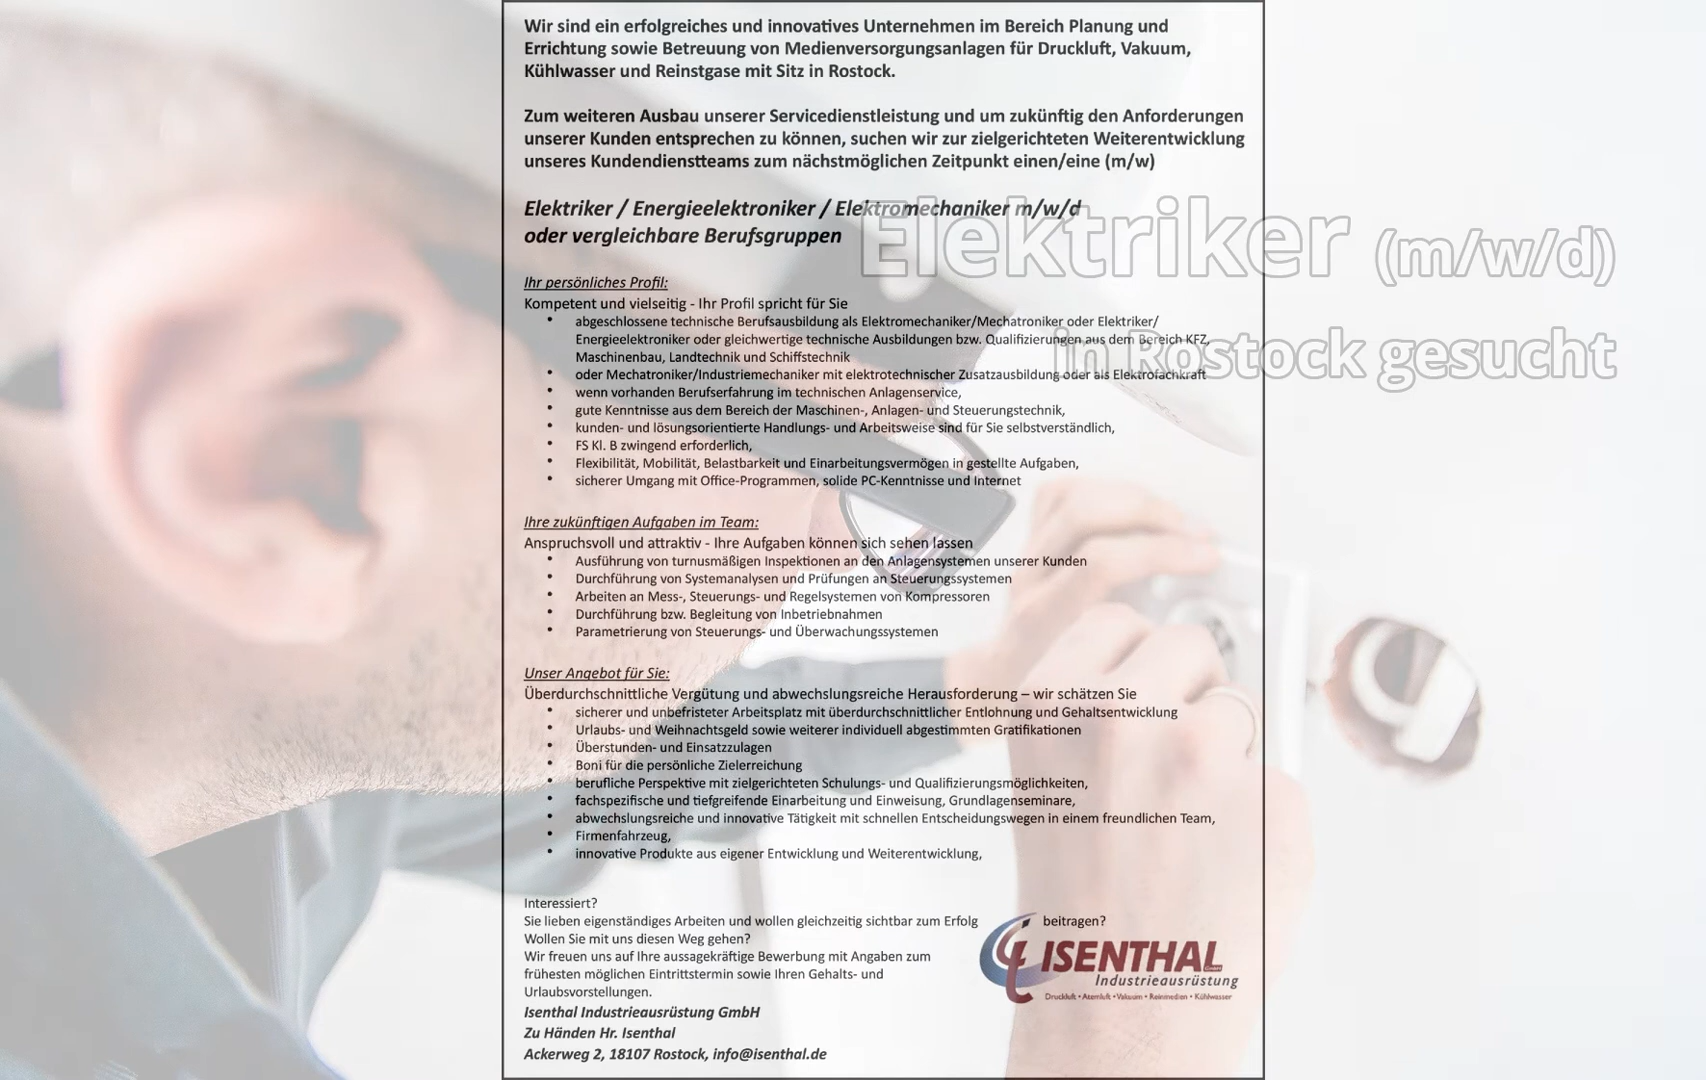 Wir sind ein erfolgreiches und innovatives Unternehmen im Bereich Planung und
Errichtung sowie Betreuung von Medienversorgungsanlagen für Druckluft, Vakuum,
Kühlwasser und Reinstgase mit Sitz in Rostock.
Zum weiteren Ausbau unserer Servicedienstleistung und um zukünftig den Anforderungen
unserer Kunden entsprechen zu können, suchen wir zur zielgerichteten Weiterentwicklung
unseres Kundendienstteams zum nächstmöglichen Zeitpunkt einen/eine (m/w)
Elektriker / Energieelektroniker / Elektromechaniker m/w/d
oder vergleichbare Berufsgruppen
Elektriker (m/w/d)
in Rostock gesucht
Ihr persönliches Profil:
Kompetent und vielseitig - Ihr Profil spricht für Sie
• abgeschlossene technische Berufsausbildung als Elektromechaniker/Mechatroniker oder Elektriker/
Energieelektroniker oder gleichwertige technische Ausbildungen bzw. Qualifizierungen aus dem Bereich KFZ,
Maschinenbau, Landtechnik und Schiffstechnik
• oder Mechatroniker/Industriemechaniker mit elektrotechnischer Zusatzausbildung oder als Elektrofachkraft
• wenn vorhanden Berufserfahrung im technischen Anlagenservice,
• gute Kenntnisse aus dem Bereich der Maschinen-, Anlagen- und Steuerungstechnik,
• kunden- und lösungsorientierte Handlungs- und Arbeitsweise sind für Sie selbstverständlich,
• FS Kl. B zwingend erforderlich,
• Flexibilität, Mobilität, Belastbarkeit und Einarbeitungsvermögen in gestellte Aufgaben,
• sicherer Umgang mit Office-Programmen, solide PC-Kenntnisse und Internet
Ihre zukünftigen Aufgaben im Team:
Anspruchsvoll und attraktiv - Ihre Aufgaben können sich sehen lassen
• Ausführung von turnusmäßigen Inspektionen an den Anlagensystemen unserer Kunden
• Durchführung von Systemanalysen und Prüfungen an Steuerungssystemen
• Arbeiten an Mess-, Steuerungs- und Regelsystemen von Kompressoren
• Durchführung bzw. Begleitung von Inbetriebnahmen
• Parametrierung von Steuerungs- und Überwachungssystemen
Unser Angebot für Sie:
Überdurchschnittliche Vergütung und abwechslungsreiche Herausforderung – wir schätzen Sie
• sicherer und unbefristeter Arbeitsplatz mit überdurchschnittlicher Entlohnung und Gehaltsentwicklung
• Urlaubs- und Weihnachtsgeld sowie weiterer individuell abgestimmten Gratifikationen
• Überstunden- und Einsatzzulagen
• Boni für die persönliche Zielerreichung
• berufliche Perspektive mit zielgerichteten Schulungs- und Qualifizierungsmöglichkeiten,
• fachspezifische und tiefgreifende Einarbeitung und Einweisung, Grundlagenseminare,
• abwechslungsreiche und innovative Tätigkeit mit schnellen Entscheidungswegen in einem freundlichen Team,
• Firmenfahrzeug,
• innovative Produkte aus eigener Entwicklung und Weiterentwicklung,
Interessiert?
Sie lieben eigenständiges Arbeiten und wollen gleichzeitig sichtbar zum Erfolg beitragen?
Wollen Sie mit uns diesen Weg gehen?
Wir freuen uns auf Ihre aussagekräftige Bewerbung mit Angaben zum
frühesten möglichen Eintrittstermin sowie Ihren Gehalts- und
Urlaubsvorstellungen.
Isenthal Industrieausrüstung GmbH
Zu Händen Hr. Isenthal
Ackerweg 2, 18107 Rostock, info@isenthal.de
ISENTHAL GmbH
Industrieausrüstung
Druckluft • Atemluft • Vakuum • Reinmedien • Kühlwasser